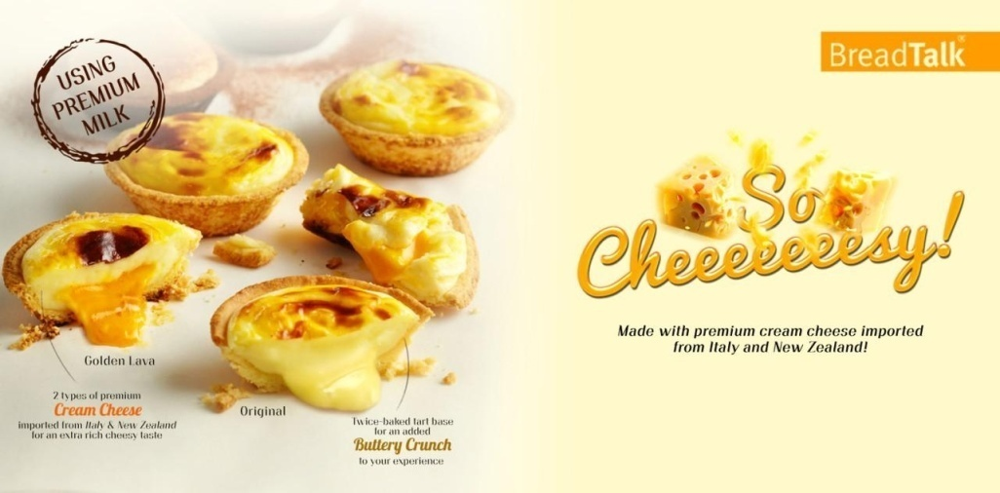 USING
PREMIUM
MILK
BreadTalk®
So
Cheeeeeeesy!
Made with premium cream cheese imported
from Italy and New Zealand!
Golden Lava
2 types of premium
Cream Cheese
imported from Italy & New Zealand
for an extra rich cheesy taste
Original
Twice-baked tart base
for an added
Buttery Crunch
to your experience